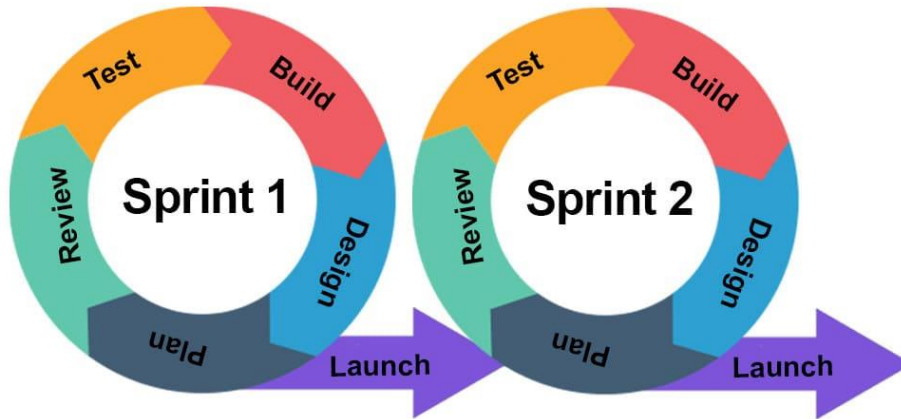 Test
Build
Sprint 1
Review
Design
Plan
Launch
Test
Build
Sprint 2
Review
Design
Plan
Launch